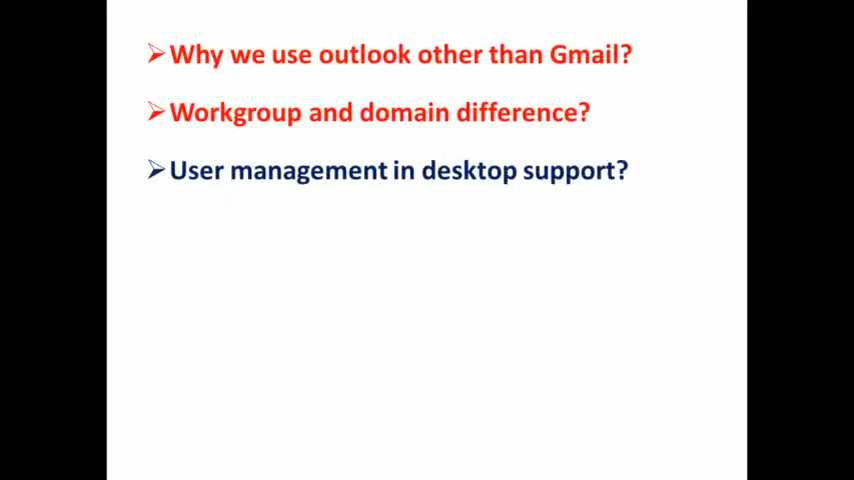 ➢Why we use outlook other than Gmail?
➢Workgroup and domain difference?
➢User management in desktop support?